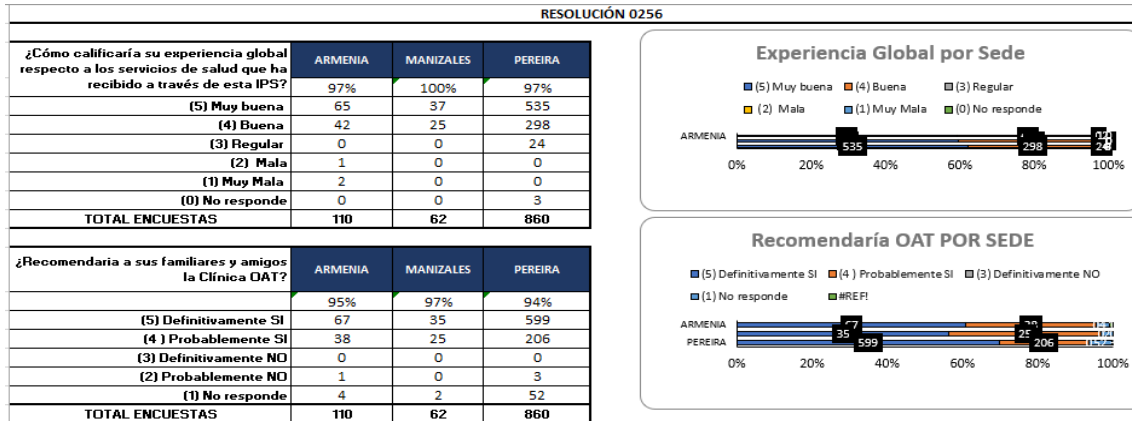 RESOLUCIÓN 0256
¿Cómo calificaría su experiencia global respecto a los servicios de salud que ha recibido a través de esta IPS? ARMENIA MANIZALES PEREIRA
97% 100% 97%
(5) Muy buena 65 37 535
(4) Buena 42 25 298
(3) Regular 0 0 24
(2) Mala 1 0 0
(1) Muy Mala 2 0 0
(0) No responde 0 0 3
TOTAL ENCUESTAS 110 62 860
¿Recomendaria a sus familiares y amigos la Clínica OAT? ARMENIA MANIZALES PEREIRA
95% 97% 94%
(5) Definitivamente SI 67 35 599
(4 ) Probablemente SI 38 25 206
(3) Definitivamente NO 0 0 0
(2) Probablemente NO 1 0 3
(1) No responde 4 2 52
TOTAL ENCUESTAS 110 62 860
Experiencia Global por Sede
(5) Muy buena (4) Buena (3) Regular
(2) Mala (1) Muy Mala (0) No responde
ARMENIA
535 298
0% 20% 40% 60% 80% 100%
Recomendaría OAT POR SEDE
(5) Definitivamente SI (4 ) Probablemente SI (3) Definitivamente NO
(1) No responde #REF!
ARMENIA
35
PEREIRA 599 206
0% 20% 40% 60% 80% 100%